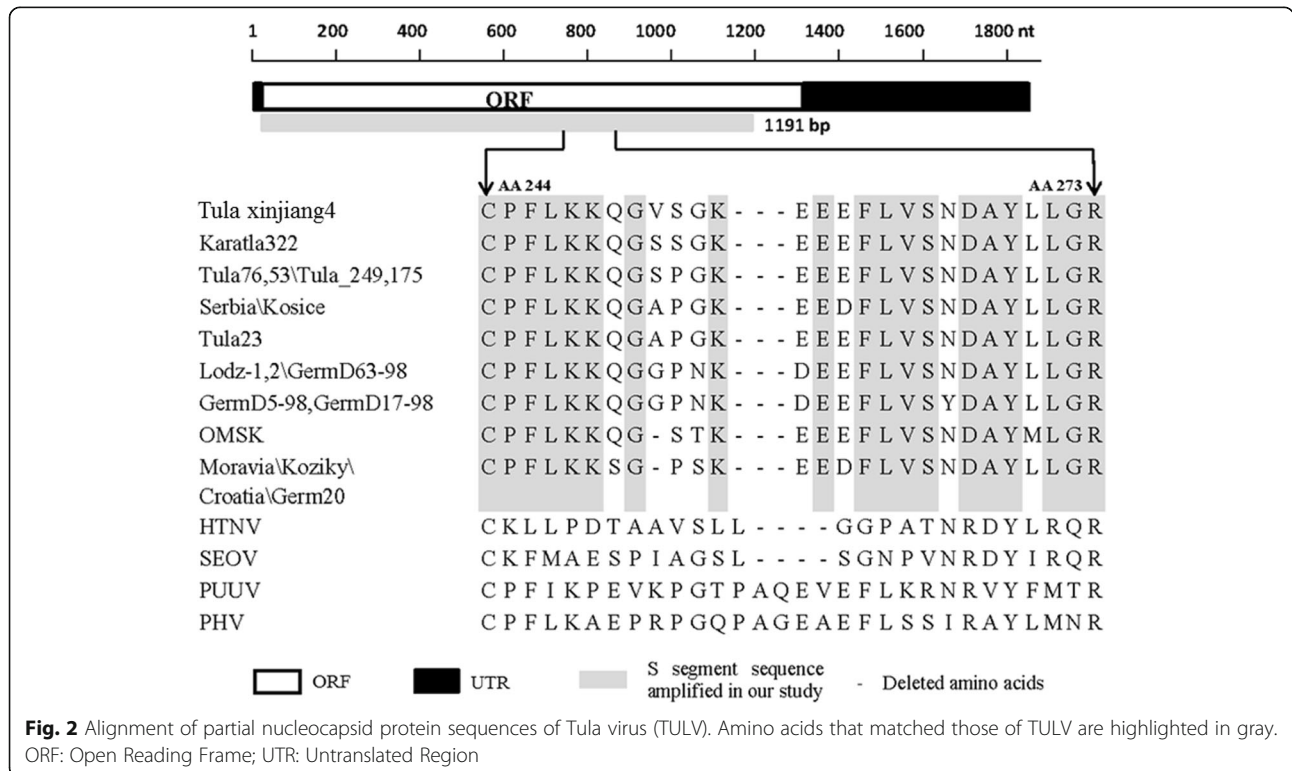 1 200 400 600 800 1000 1200 1400 1600 1800 nt
ORF
1191 bp
AA 244 AA 273
Tula xinjiang4 C P F L K K Q G V S G K - - - E E E F L V S N D A Y L L G R
Karatla322 C P F L K K Q G S S G K - - - E E E F L V S N D A Y L L G R
Tula76,53\Tula_249,175 C P F L K K Q G S P G K - - - E E E F L V S N D A Y L L G R
Serbia\Kosice C P F L K K Q G A P G K - - - E E D F L V S N D A Y L L G R
Tula23 C P F L K K Q G A P G K - - - E E E F L V S N D A Y L L G R
Lodz-1,2\GermD63-98 C P F L K K Q G G P N K - - - D E E F L V S N D A Y L L G R
GermD5-98,GermD17-98 C P F L K K Q G G P N K - - - D E E F L V S Y D A Y L L G R
OMSK C P F L K K Q G - S T K - - - E E E F L V S N D A Y M L G R
Moravia\Koziky\ C P F L K K S G - P S K - - - E E D F L V S N D A Y L L G R
Croatia\Germ20
HTNV C K L L P D T A A V S L L - - - - G G P A T N R D Y L R Q R
SEOV C K F M A E S P I A G S L - - - - S G N P V N R D Y I R Q R
PUUV C P F I K P E V K P G T P A Q E V E F L K R N R V Y F M T R
PHV C P F L K A E P R P G Q P A G E A E F L S S I R A Y L M N R
ORF UTR S segment sequence
amplified in our study - Deleted amino acids
Fig. 2 Alignment of partial nucleocapsid protein sequences of Tula virus (TULV). Amino acids that matched those of TULV are highlighted in gray.
ORF: Open Reading Frame; UTR: Untranslated Region